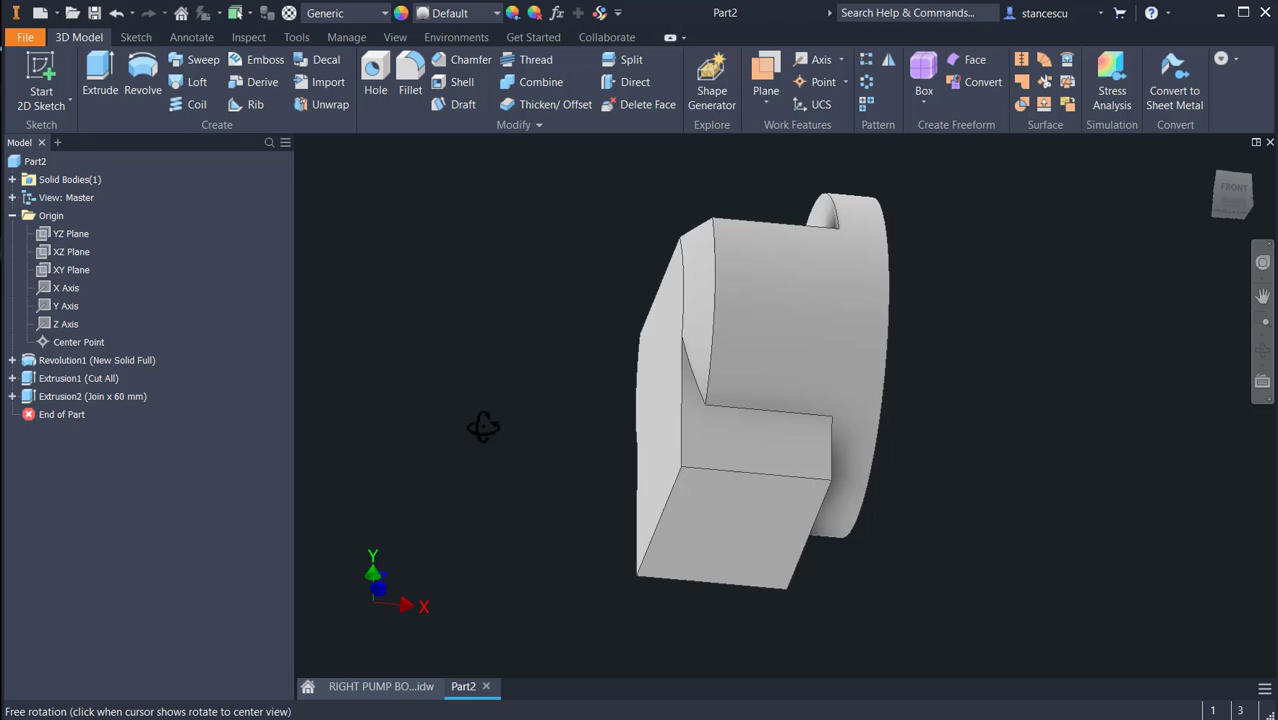 Generic
Default
fx
Part2
Search Help & Commands...
stancescu
File
3D Model
Sketch
Annotate
Inspect
Tools
Manage
View
Environments
Get Started
Collaborate
Start
2D Sketch
Sketch
Extrude
Revolve
Sweep
Loft
Coil
Emboss
Derive
Rib
Decal
Import
Unwrap
Create
Hole
Fillet
Chamfer
Shell
Draft
Thread
Combine
Thicken/ Offset
Split
Direct
Delete Face
Modify
Shape
Generator
Explore
Plane
Axis
Point
UCS
Work Features
Pattern
Box
Face
Convert
Create Freeform
Surface
Stress
Analysis
Simulation
Convert to
Sheet Metal
Convert
Model
Part2
Solid Bodies(1)
View: Master
Origin
YZ Plane
XZ Plane
XY Plane
X Axis
Y Axis
Z Axis
Center Point
Revolution1 (New Solid Full)
Extrusion1 (Cut All)
Extrusion2 (Join x 60 mm)
End of Part
FRONT
Y
X
RIGHT PUMP BO...idw
Part2
Free rotation (click when cursor shows rotate to center view)
1
3